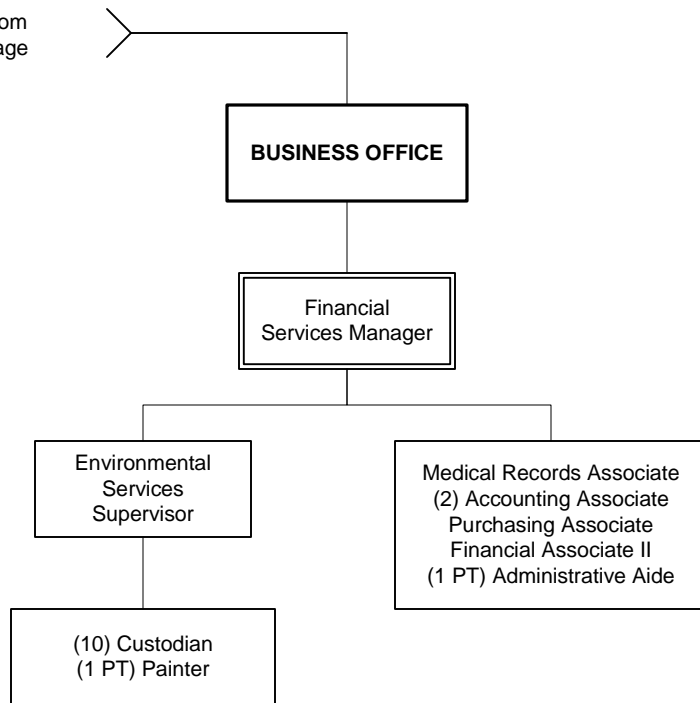 age
BUSINESS OFFICE
Financial
Services Manager
Environmental
Services
Supervisor
Medical Records Associate
(2) Accounting Associate
Purchasing Associate
Financial Associate II
(1 PT) Administrative Aide
(10) Custodian
(1 PT) Painter